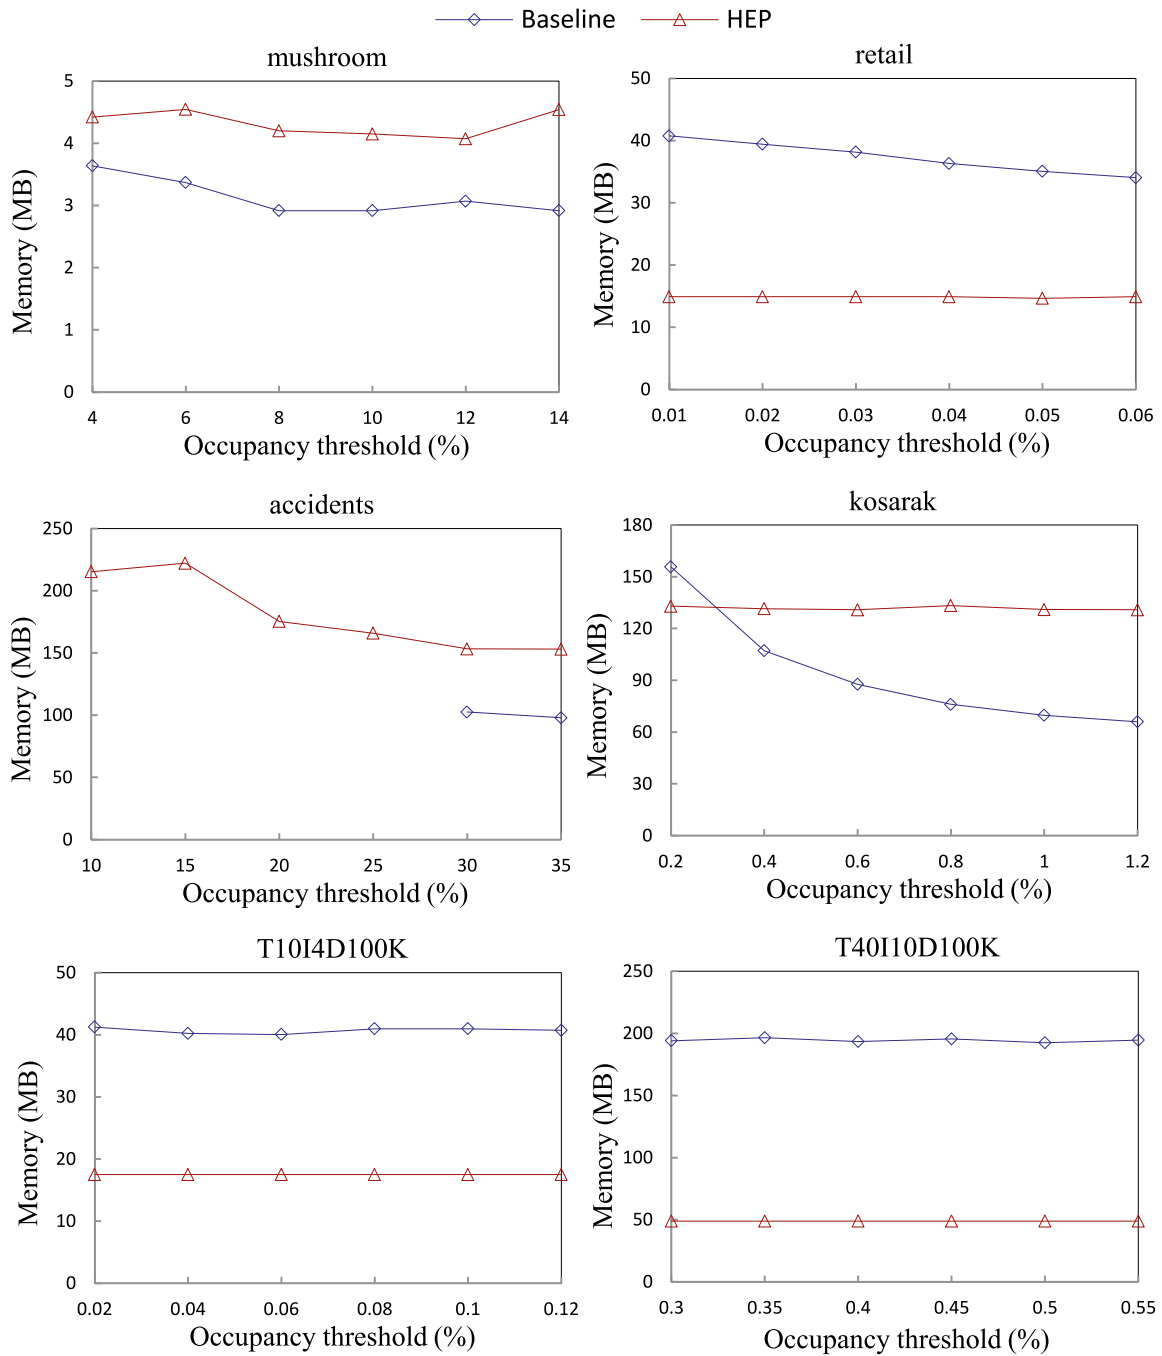 Baseline HEP
mushroom
5
4
3
2
1
0
Memory (MB)
4 6 8 10 12 14
Occupancy threshold (%)
retail
50
40
30
20
10
0
Memory (MB)
0.01 0.02 0.03 0.04 0.05 0.06
Occupancy threshold (%)
accidents
250
200
150
100
50
0
Memory (MB)
10 15 20 25 30 35
Occupancy threshold (%)
kosarak
180
150
120
90
60
30
0
Memory (MB)
0.2 0.4 0.6 0.8 1 1.2
Occupancy threshold (%)
T10I4D100K
50
40
30
20
10
0
Memory (MB)
0.02 0.04 0.06 0.08 0.1 0.12
Occupancy threshold (%)
T40I10D100K
250
200
150
100
50
0
Memory (MB)
0.3 0.35 0.4 0.45 0.5 0.55
Occupancy threshold (%)